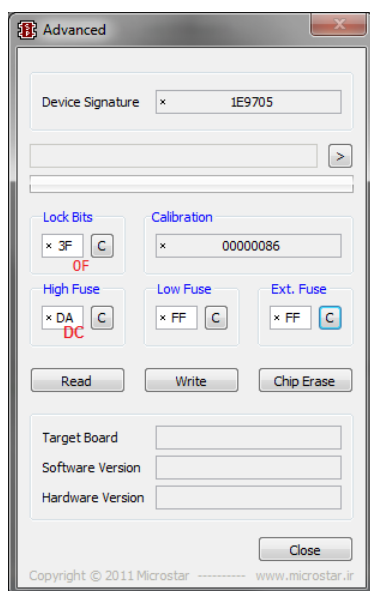 Advanced
Device Signature × 1E9705
>
Lock Bits Calibration
× 3F C × 00000086
0F
High Fuse Low Fuse Ext. Fuse
× DA C × FF C × FF C
DC
Read Write Chip Erase
Target Board
Software Version
Hardware Version
Close
Copyright © 2011 Microstar ---------- www.microstar.ir